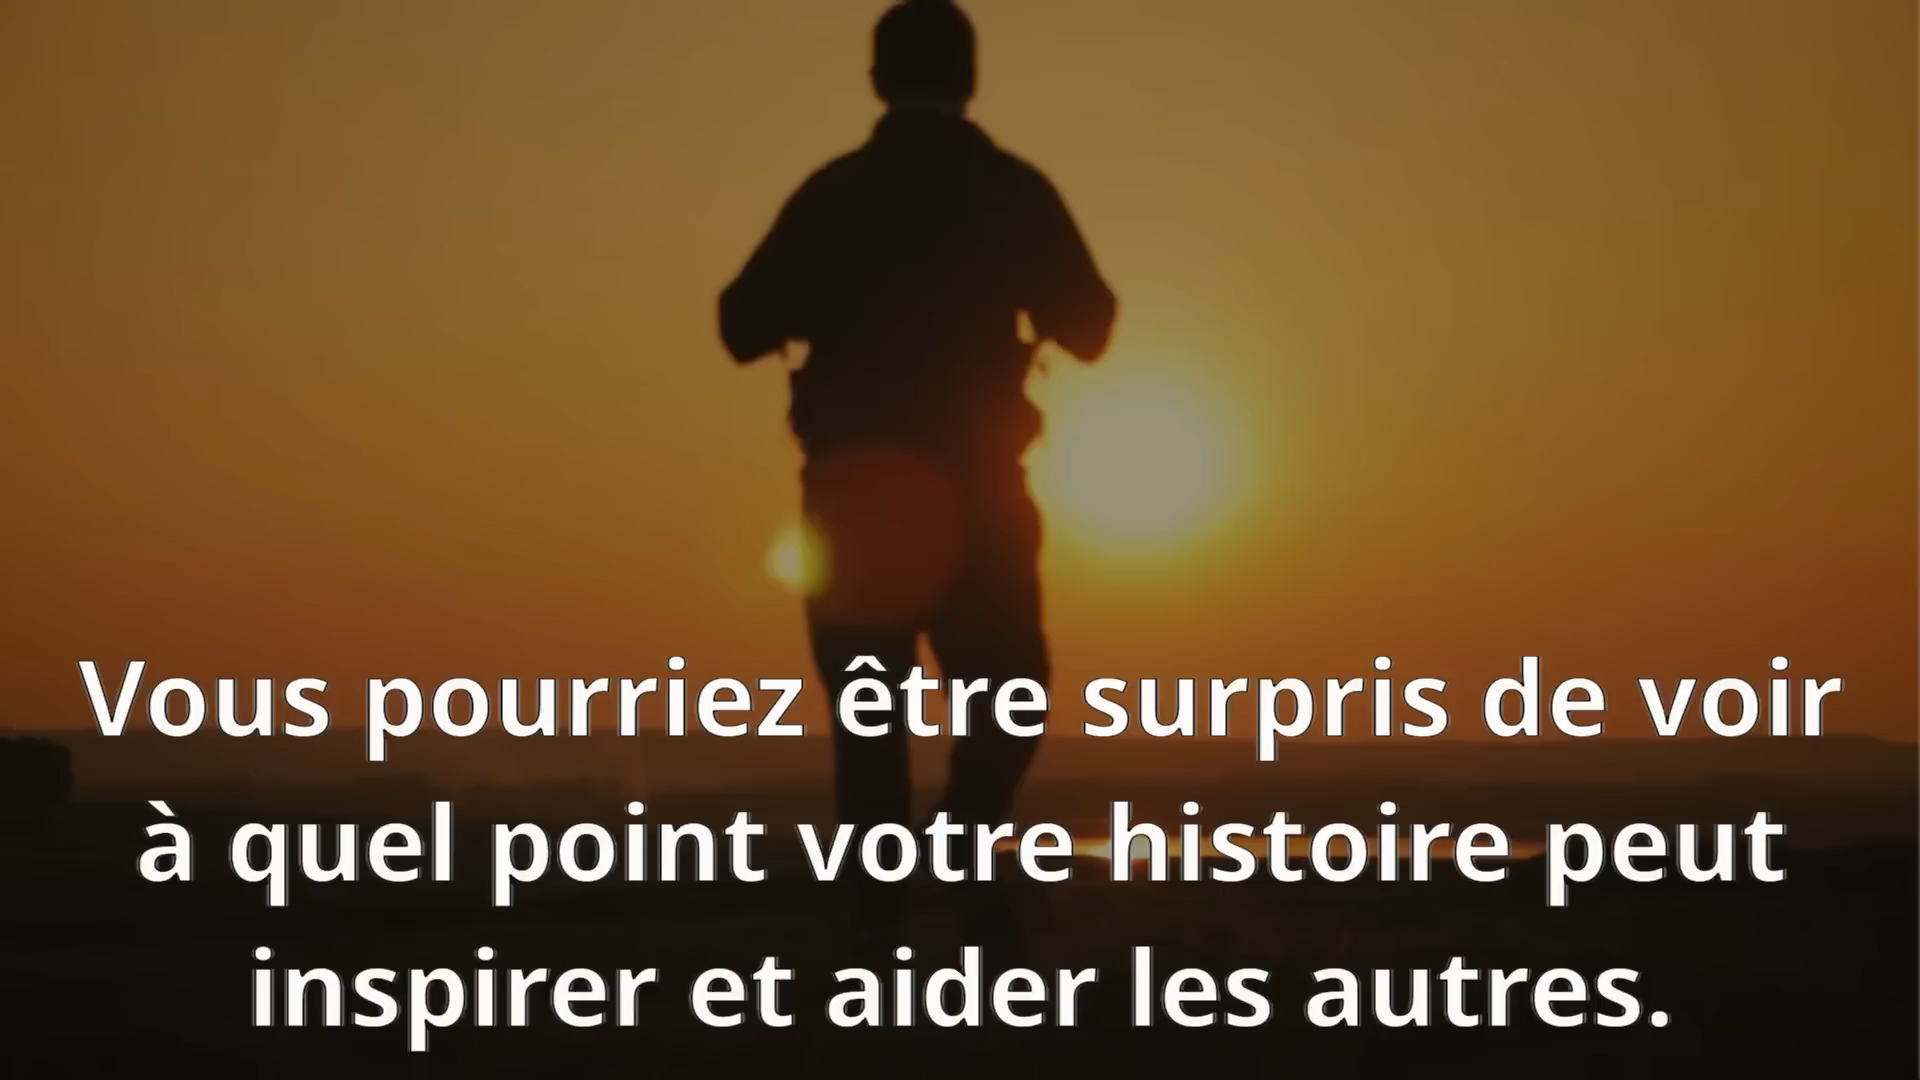 Vous pourriez être surpris de voir
à quel point votre histoire peut
inspirer et aider les autres.